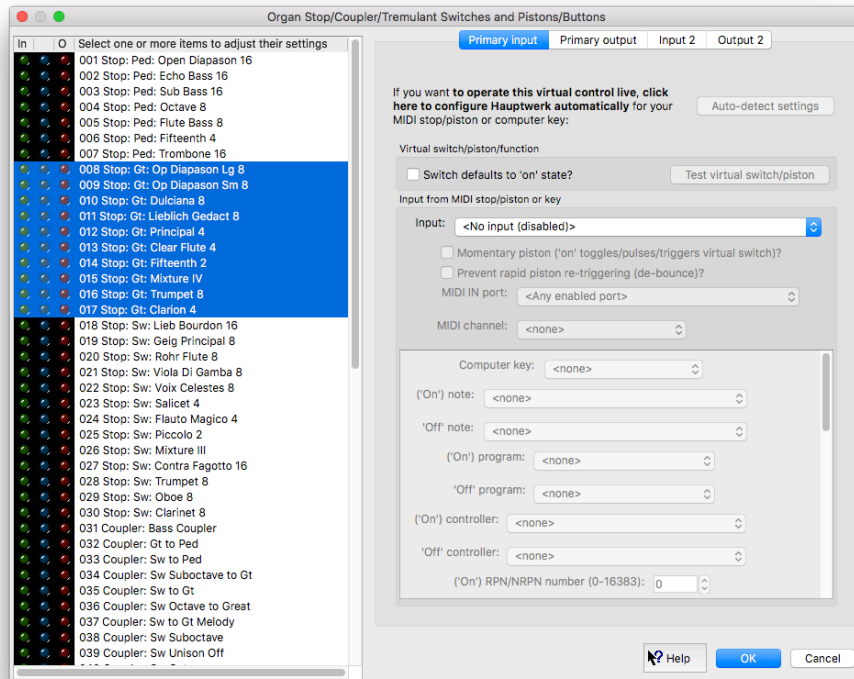 Organ Stop/Coupler/Tremulant Switches and Pistons/Buttons
In O Select one or more items to adjust their settings
001 Stop: Ped: Open Diapason 16
002 Stop: Ped: Echo Bass 16
003 Stop: Ped: Sub Bass 16
004 Stop: Ped: Octave 8
005 Stop: Ped: Flute Bass 8
006 Stop: Ped: Fifteenth 4
007 Stop: Ped: Trombone 16
008 Stop: Gt: Op Diapason Lg 8
009 Stop: Gt: Op Diapason Sm 8
010 Stop: Gt: Dulciana 8
011 Stop: Gt: Lieblich Gedact 8
012 Stop: Gt: Principal 4
013 Stop: Gt: Clear Flute 4
014 Stop: Gt: Fifteenth 2
015 Stop: Gt: Mixture IV
016 Stop: Gt: Trumpet 8
017 Stop: Gt: Clarion 4
018 Stop: Sw: Lieb Bourdon 16
019 Stop: Sw: Geig Principal 8
020 Stop: Sw: Rohr Flute 8
021 Stop: Sw: Viola Di Gamba 8
022 Stop: Sw: Voix Celestes 8
023 Stop: Sw: Salicet 4
024 Stop: Sw: Flauto Magico 4
025 Stop: Sw: Piccolo 2
026 Stop: Sw: Mixture III
027 Stop: Sw: Contra Fagotto 16
028 Stop: Sw: Trumpet 8
029 Stop: Sw: Oboe 8
030 Stop: Sw: Clarinet 8
031 Coupler: Bass Coupler
032 Coupler: Gt to Ped
033 Coupler: Sw to Ped
034 Coupler: Sw Suboctave to Gt
035 Coupler: Sw to Gt
036 Coupler: Sw Octave to Great
037 Coupler: Sw to Gt Melody
038 Coupler: Sw Suboctave
039 Coupler: Sw Unison Off
Primary input Primary output Input 2 Output 2
If you want to operate this virtual control live, click
here to configure Hauptwerk automatically for your
MIDI stop/piston or computer key:
Auto-detect settings
Virtual switch/piston/function
Switch defaults to 'on' state? Test virtual switch/piston
Input from MIDI stop/piston or key
Input: <No input (disabled)>
Momentary piston ('on' toggles/pulses/triggers virtual switch)?
Prevent rapid piston re-triggering (de-bounce)?
MIDI IN port: <Any enabled port>
MIDI channel: <none>
Computer key: <none>
('On') note: <none>
'Off' note: <none>
('On') program: <none>
'Off' program: <none>
('On') controller: <none>
'Off' controller: <none>
('On') RPN/NRPN number (0-16383): 0
? Help OK Cancel